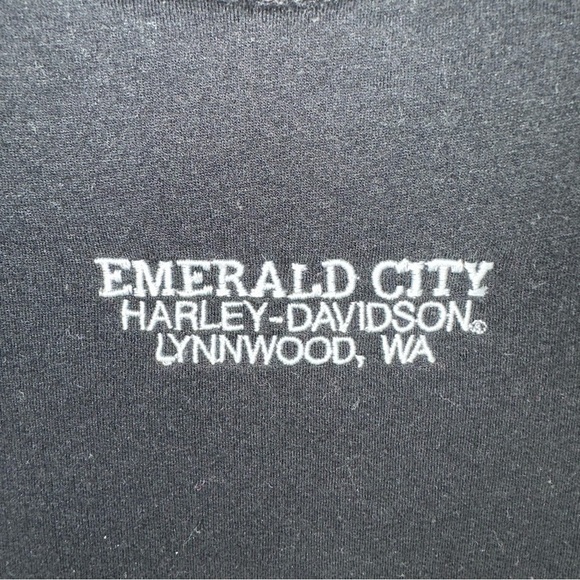 EMERALD CITY
HARLEY-DAVIDSON®
LYNNWOOD, WA